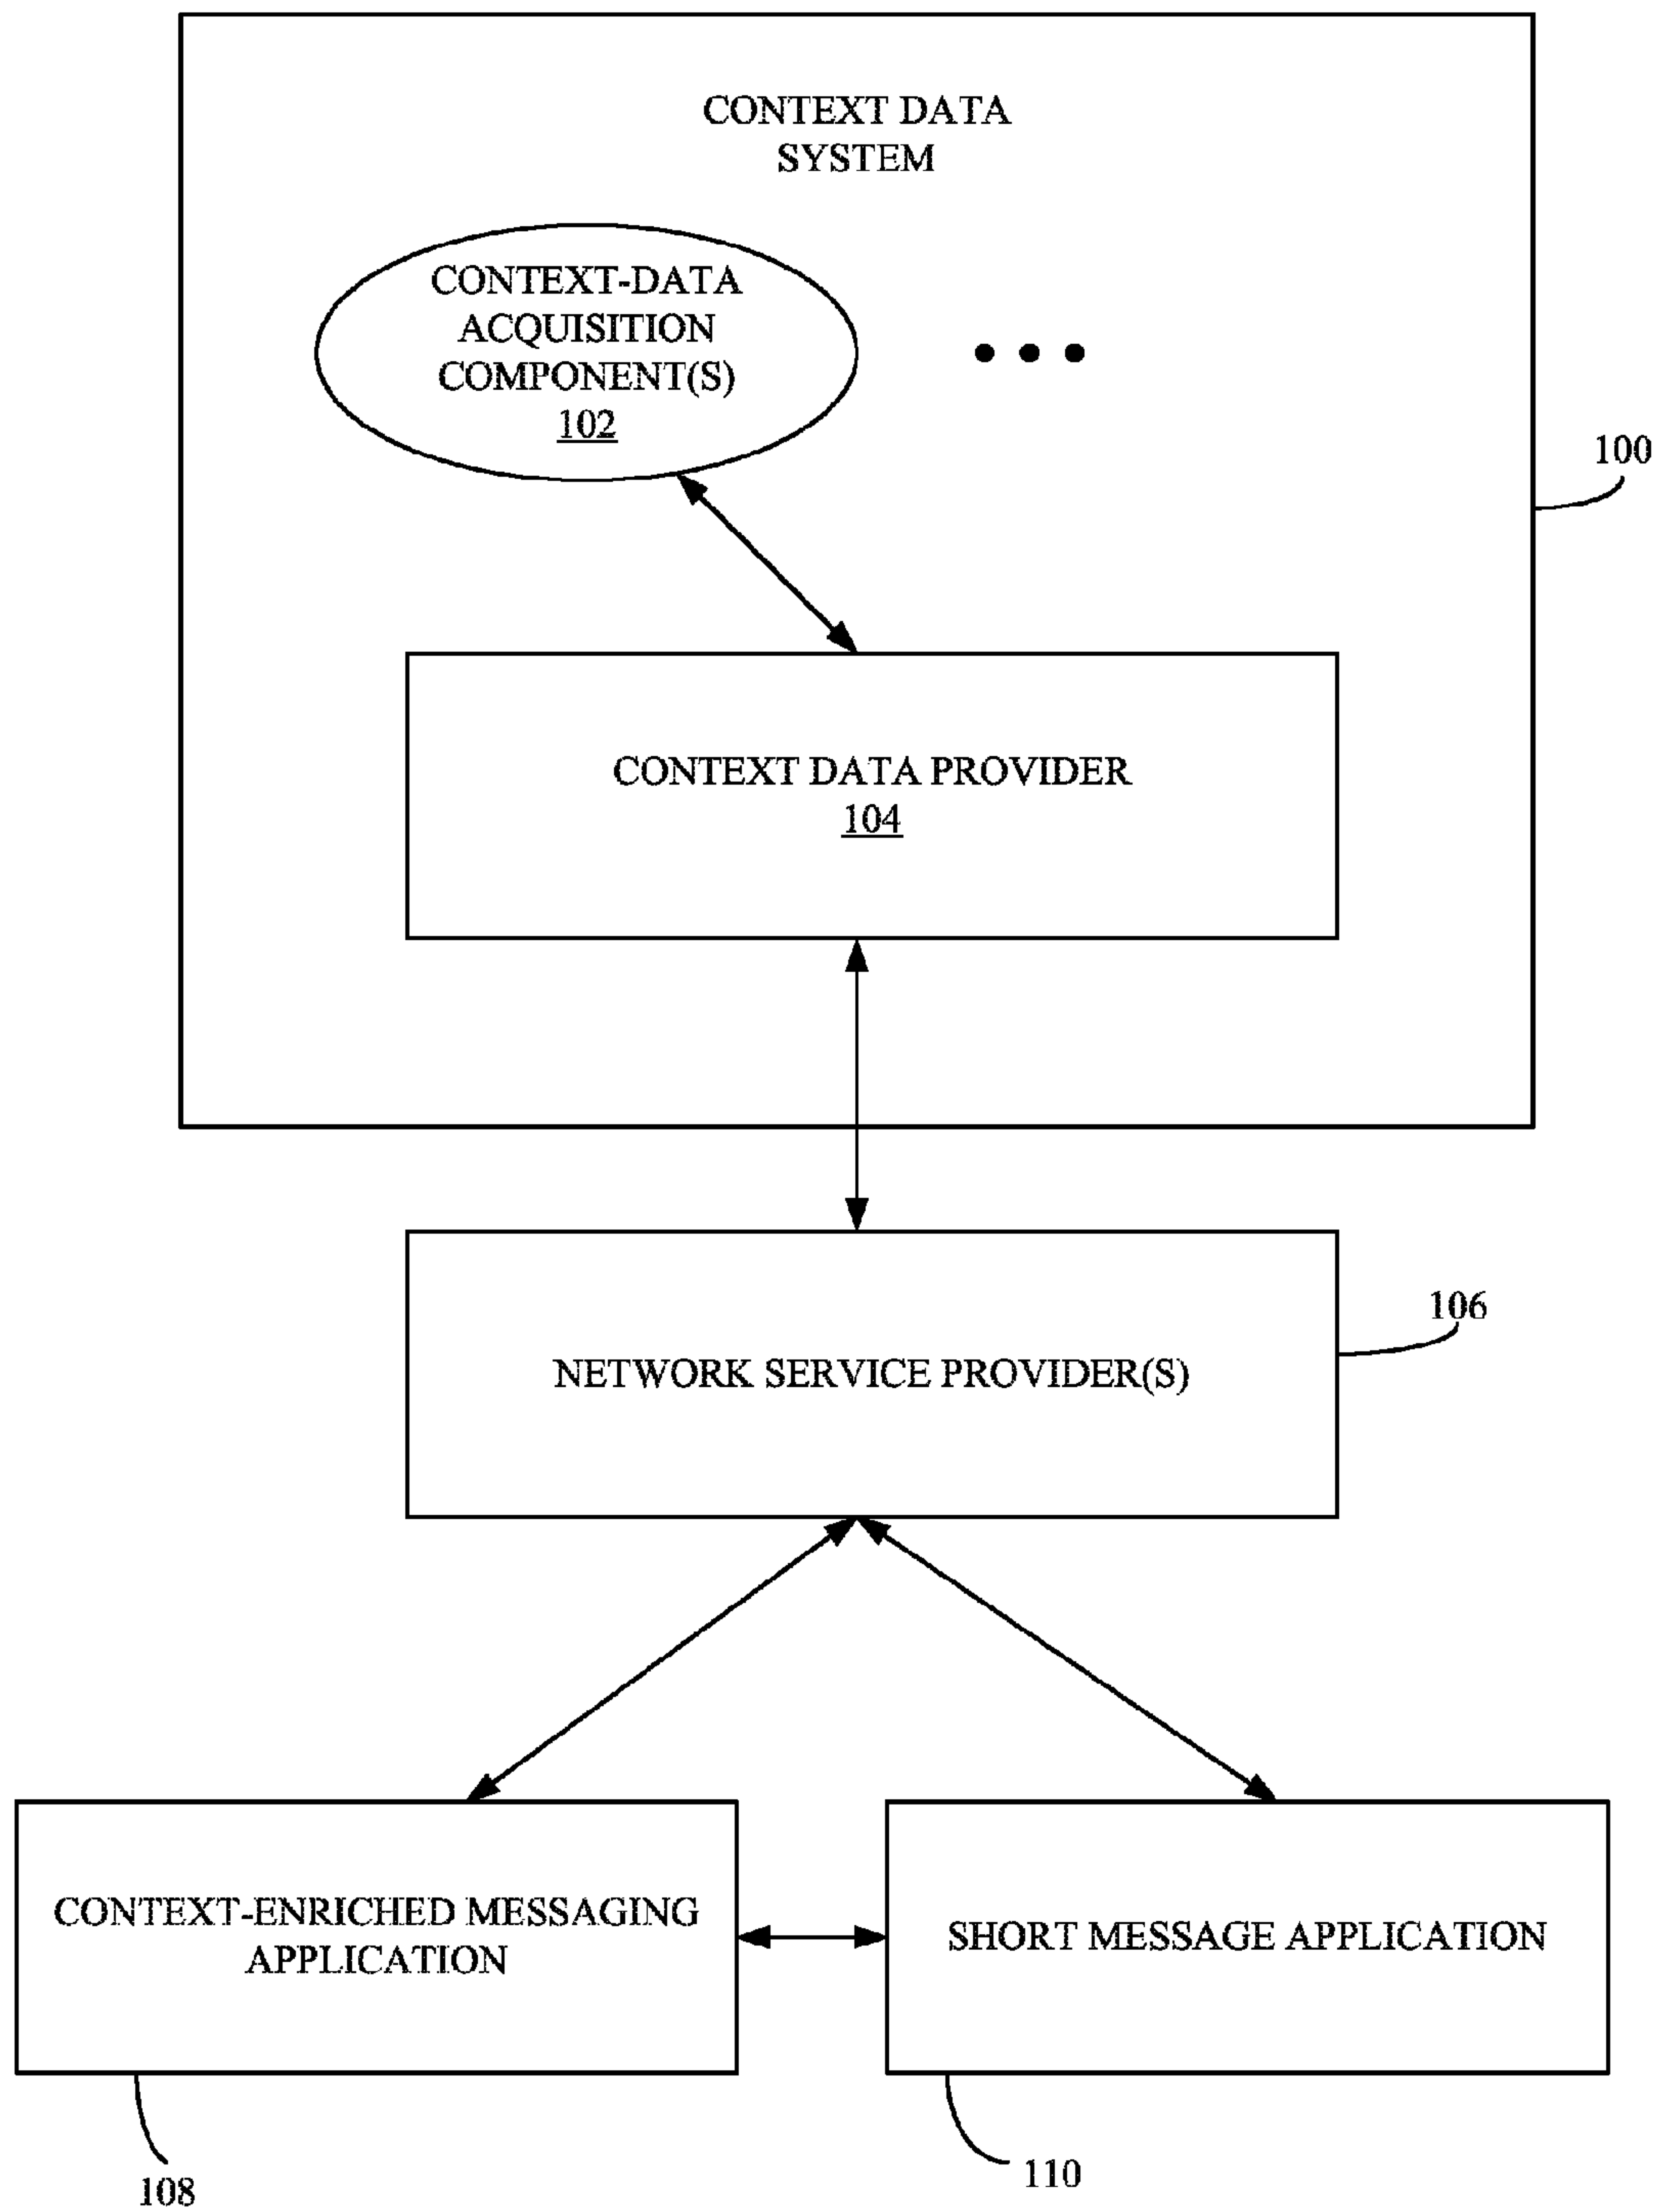 CONTEXT DATA
SYSTEM
CONTEXT-DATA
ACQUISITION
COMPONENT(S)
102
100
CONTEXT DATA PROVIDER
104
106
NETWORK SERVICE PROVIDER(S)
CONTEXT-ENRICHED MESSAGING
APPLICATION
SHORT MESSAGE APPLICATION
108
110